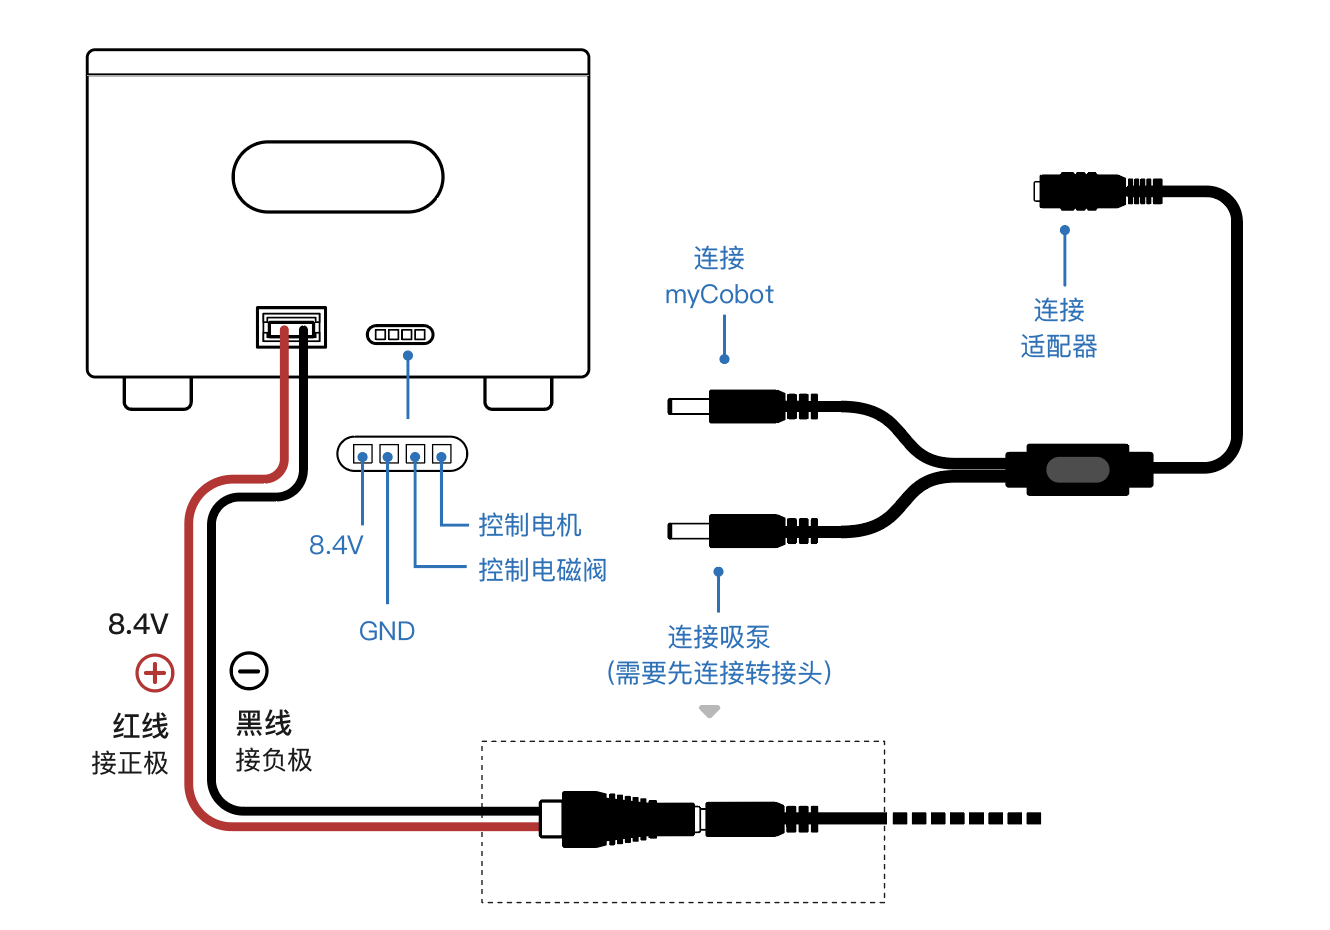 连接
myCobot
连接
适配器
控制电机
8.4V
控制电磁阀
GND
8.4V
连接吸泵
(需要先连接转接头)
红线
接正极
黑线
接负极